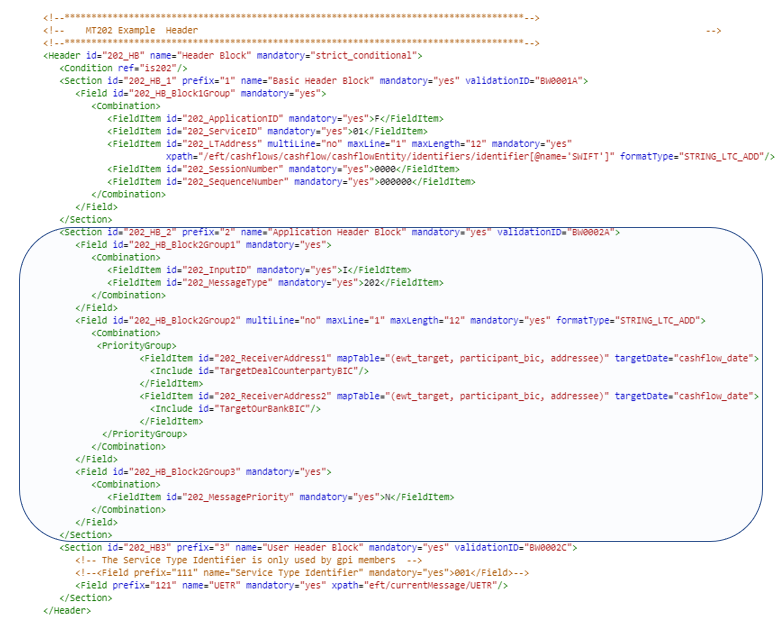 <!--************************************************************************************-->
<!--    MT202 Example  Header                                                                                            -->
<!--************************************************************************************-->
<Header id="202_HB" name="Header Block" mandatory="strict_conditional">
<Condition ref="is202"/>
<Section id="202_HB_1" prefix="1" name="Basic Header Block" mandatory="yes" validationID="BW0001A">
<Field id="202_HB_Block1Group" mandatory="yes">
<Combination>
<FieldItem id="202_ApplicationID" mandatory="yes">F</FieldItem>
<FieldItem id="202_ServiceID" mandatory="yes">01</FieldItem>
<FieldItem id="202_LTAddress" multiLine="no" maxLine="1" maxLength="12" mandatory="yes"
xpath="/eft/cashflows/cashflow/cashflowEntity/identifiers/identifier[@name='SWIFT']" formatType="STRING_LTC_ADD"/>
<FieldItem id="202_SessionNumber" mandatory="yes">0000</FieldItem>
<FieldItem id="202_SequenceNumber" mandatory="yes">000000</FieldItem>
</Combination>
</Field>
</Section>
<Section id="202_HB_2" prefix="2" name="Application Header Block" mandatory="yes" validationID="BW0002A">
<Field id="202_HB_Block2Group1" mandatory="yes">
<Combination>
<FieldItem id="202_InputID" mandatory="yes">I</FieldItem>
<FieldItem id="202_MessageType" mandatory="yes">202</FieldItem>
</Combination>
</Field>
<Field id="202_HB_Block2Group2" multiLine="no" maxLine="1" maxLength="12" mandatory="yes" formatType="STRING_LTC_ADD">
<Combination>
<PriorityGroup>
<FieldItem id="202_ReceiverAddress1" mapTable="(ewt_target, participant_bic, addressee)" targetDate="cashflow_date">
<Include id="TargetDealCounterpartyBIC"/>
</FieldItem>
<FieldItem id="202_ReceiverAddress2" mapTable="(ewt_target, participant_bic, addressee)" targetDate="cashflow_date">
<Include id="TargetOurBankBIC"/>
</FieldItem>
</PriorityGroup>
</Combination>
</Field>
<Field id="202_HB_Block2Group3" mandatory="yes">
<Combination>
<FieldItem id="202_MessagePriority" mandatory="yes">N</FieldItem>
</Combination>
</Field>
</Section>
<Section id="202_HB3" prefix="3" name="User Header Block" mandatory="yes" validationID="BW0002C">
<!-- The Service Type Identifier is only used by gpi members  -->
<!--<Field prefix="111" name="Service Type Identifier" mandatory="yes">001</Field>-->
<Field prefix="121" name="UETR" mandatory="yes" xpath="eft/currentMessage/UETR"/>
</Section>
</Header>